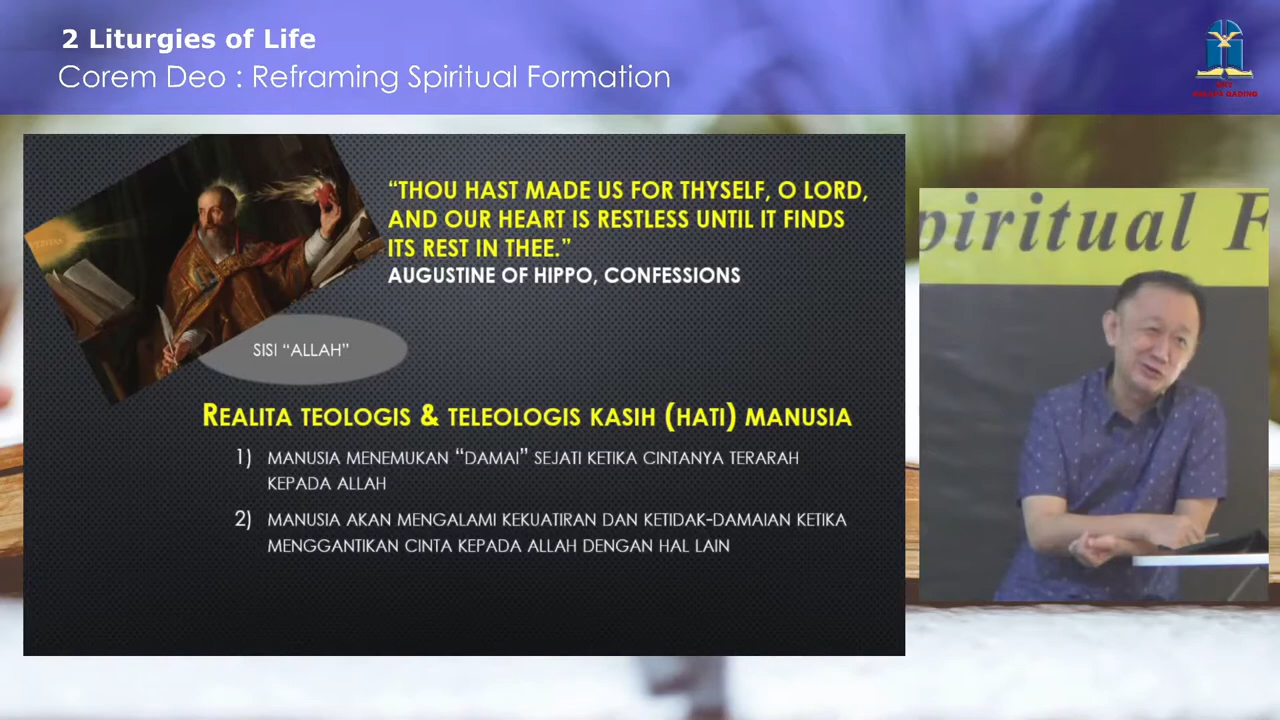 2 Liturgies of Life
Corem Deo : Reframing Spiritual Formation
“THOU HAST MADE US FOR THYSELF, O LORD,
AND OUR HEART IS RESTLESS UNTIL IT FINDS
ITS REST IN THEE.”
AUGUSTINE OF HIPPO, CONFESSIONS
SISI “ALLAH”
REALITA TEOLOGIS & TELEOLOGIS KASIH (HATI) MANUSIA
1) MANUSIA MENEMUKAN “DAMAI” SEJATI KETIKA CINTANYA TERARAH
KEPADA ALLAH
2) MANUSIA AKAN MENGALAMI KEKUATIRAN DAN KETIDAK-DAMAIAN KETIKA
MENGGANTIKAN CINTA KEPADA ALLAH DENGAN HAL LAIN
piritual F